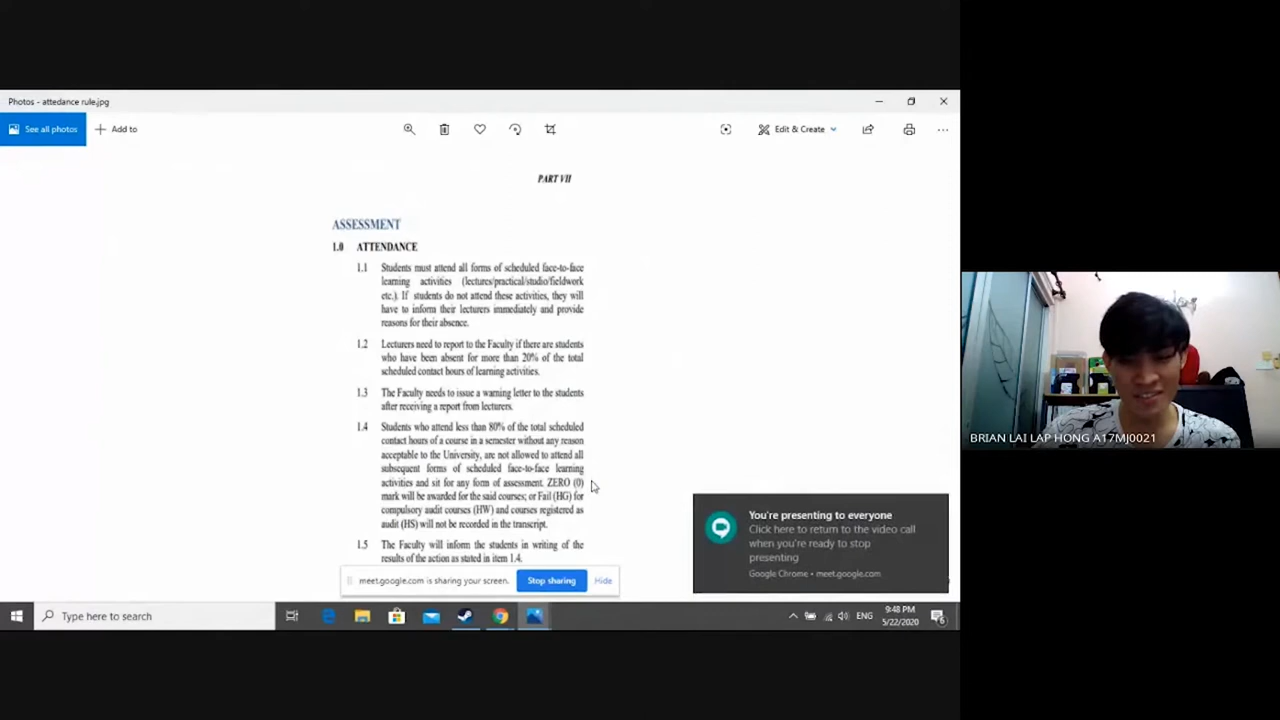 Photos - attedance rule.jpg
See all photos
Add to
Edit & Create
PART VII
ASSESSMENT
1.0 ATTENDANCE
1.1 Students must attend all forms of scheduled face-to-face
learning activities (lectures/practical/studio/fieldwork
etc.). If students do not attend these activities, they will
have to inform their lecturers immediately and provide
reasons for their absence.
1.2 Lecturers need to report to the Faculty if there are students
who have been absent for more than 20% of the total
scheduled contact hours of learning activities.
1.3 The Faculty needs to issue a warning letter to the students
after receiving a report from lecturers.
1.4 Students who attend less than 80% of the total scheduled
contact hours of a course in a semester without any reason
acceptable to the University, are not allowed to attend all
subsequent forms of scheduled face-to-face learning
activities and sit for any form of assessment. ZERO (0)
mark will be awarded for the said courses; or Fail (HG) for
compulsory audit courses (HW) and courses registered as
audit (HS) will not be recorded in the transcript.
1.5 The Faculty will inform the students in writing of the
results of the action as stated in item 1.4.
meet.google.com is sharing your screen.
Stop sharing
Hide
You're presenting to everyone
Click here to return to the video call
when you're ready to stop
presenting
Google Chrome • meet.google.com
BRIAN LAI LAP HONG A17MJ0021
Type here to search
ENG
9:48 PM
5/22/2020
6